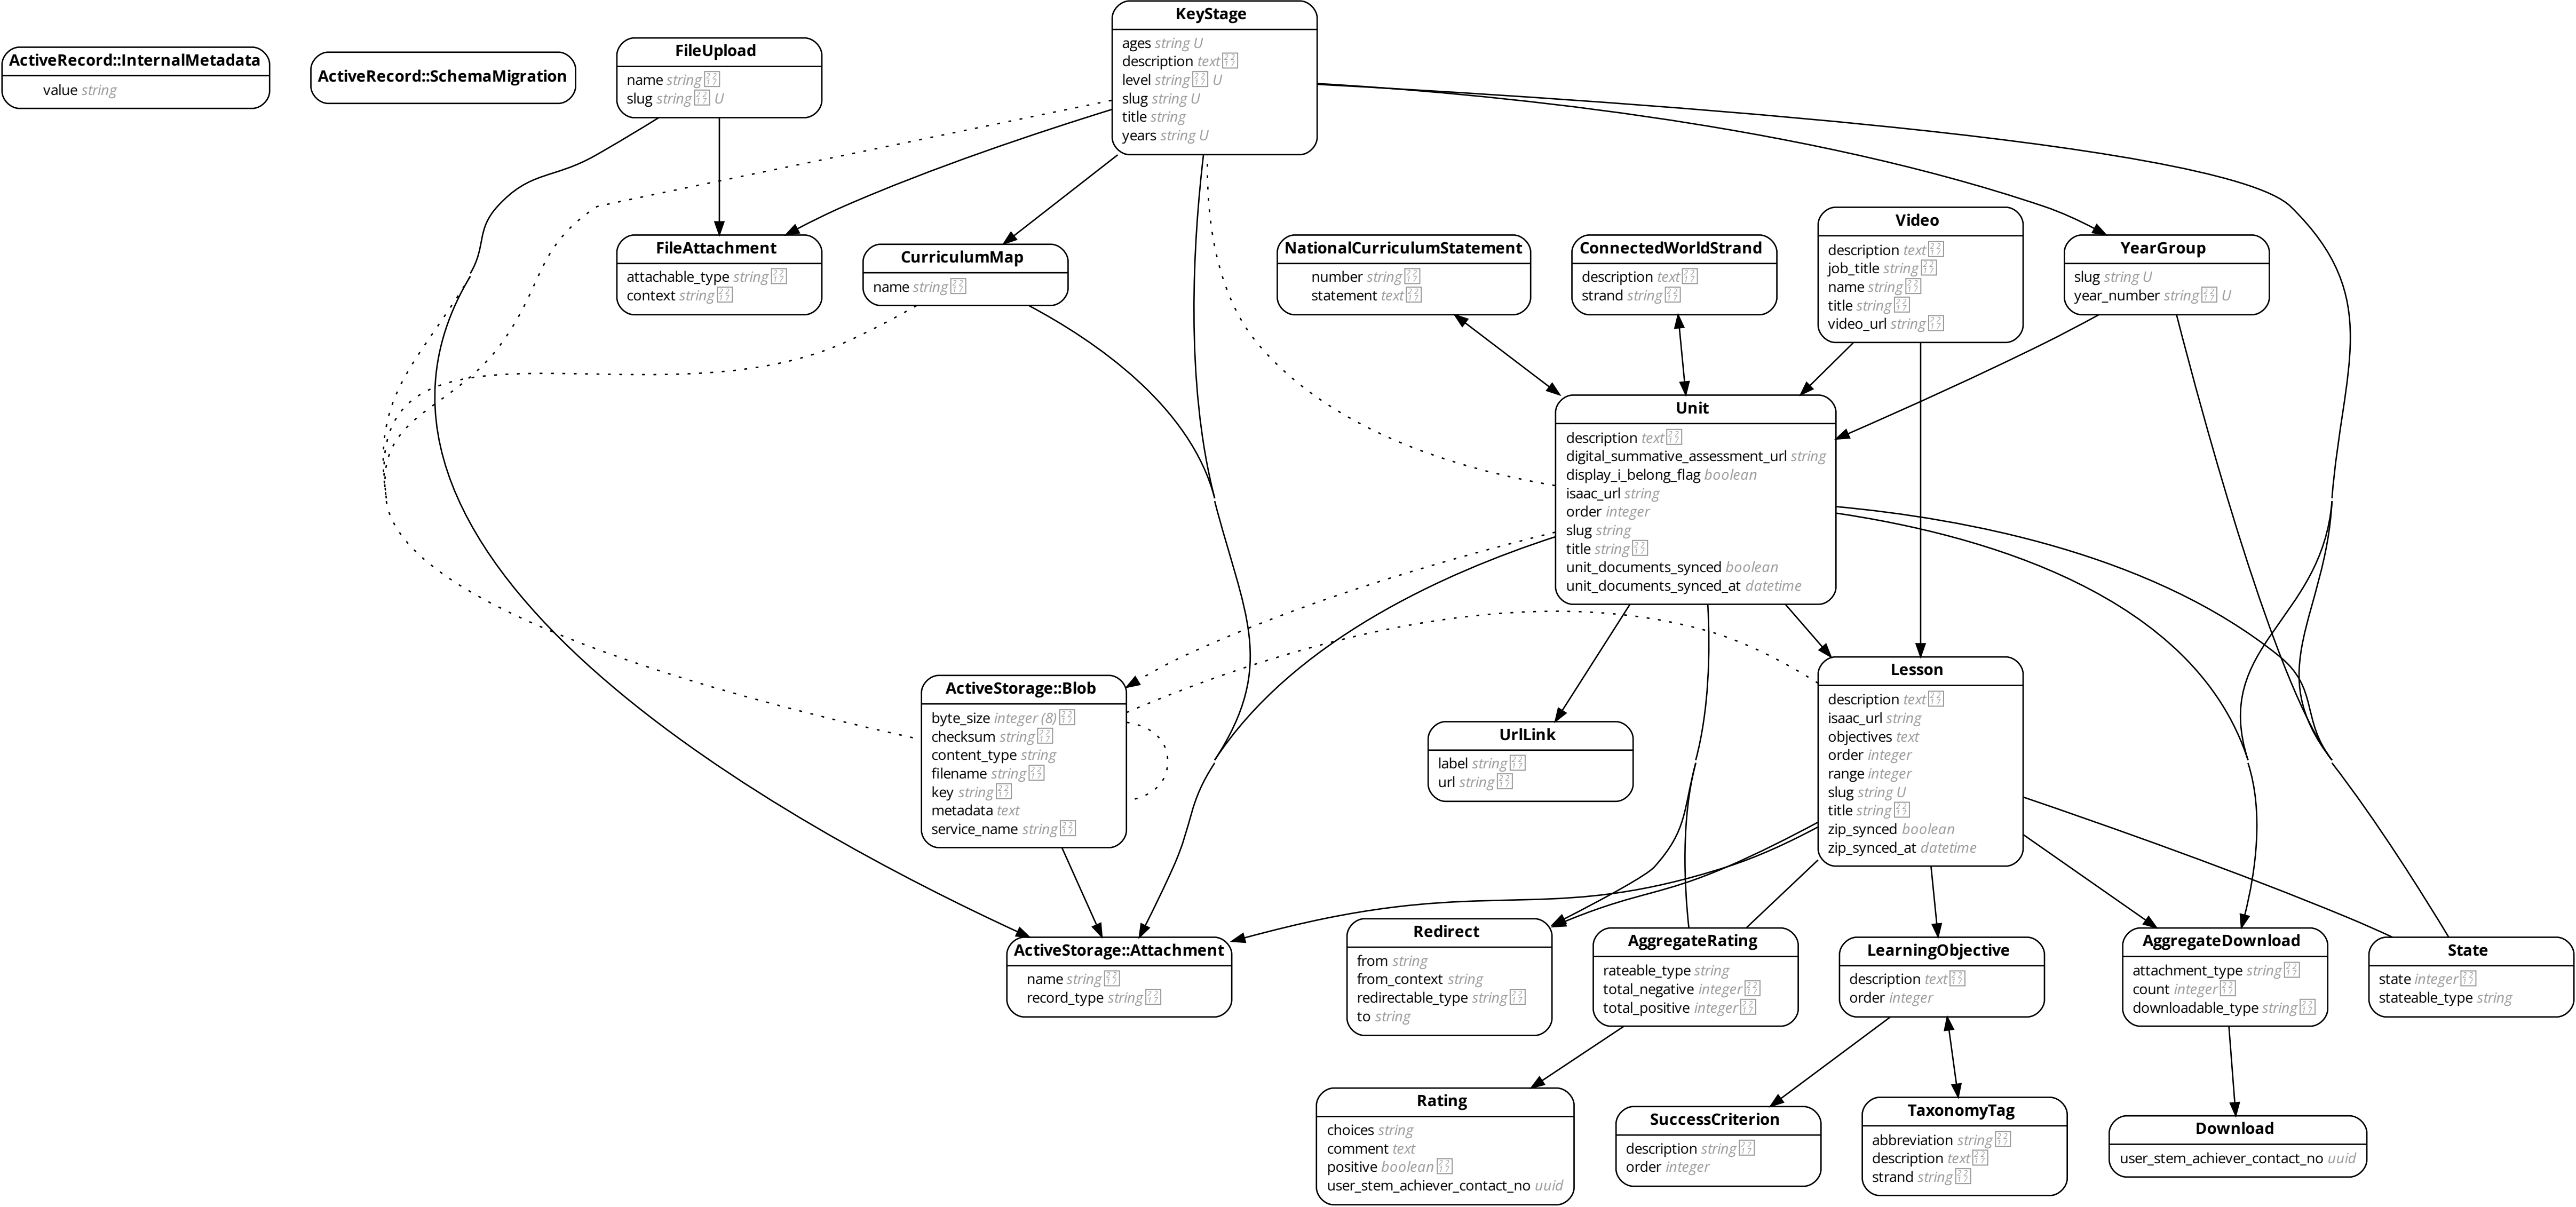 ActiveRecord::InternalMetadata
value string
ActiveRecord::SchemaMigration
FileUpload
name string
slug string U
KeyStage
ages string U
description text
level string U
slug string U
title string
years string U
FileAttachment
attachable_type string
context string
CurriculumMap
name string
NationalCurriculumStatement
number string
statement text
ConnectedWorldStrand
description text
strand string
Video
description text
job_title string
name string
title string
video_url string
YearGroup
slug string U
year_number string U
Unit
description text
digital_summative_assessment_url string
display_i_belong_flag boolean
isaac_url string
order integer
slug string
title string
unit_documents_synced boolean
unit_documents_synced_at datetime
ActiveStorage::Blob
byte_size integer (8)
checksum string
content_type string
filename string
key string
metadata text
service_name string
UrlLink
label string
url string
Lesson
description text
isaac_url string
objectives text
order integer
range integer
slug string U
title string
zip_synced boolean
zip_synced_at datetime
ActiveStorage::Attachment
name string
record_type string
Redirect
from string
from_context string
redirectable_type string
to string
AggregateRating
rateable_type string
total_negative integer
total_positive integer
LearningObjective
description text
order integer
AggregateDownload
attachment_type string
count integer
downloadable_type string
State
state integer
stateable_type string
Rating
choices string
comment text
positive boolean
user_stem_achiever_contact_no uuid
SuccessCriterion
description string
order integer
TaxonomyTag
abbreviation string
description text
strand string
Download
user_stem_achiever_contact_no uuid